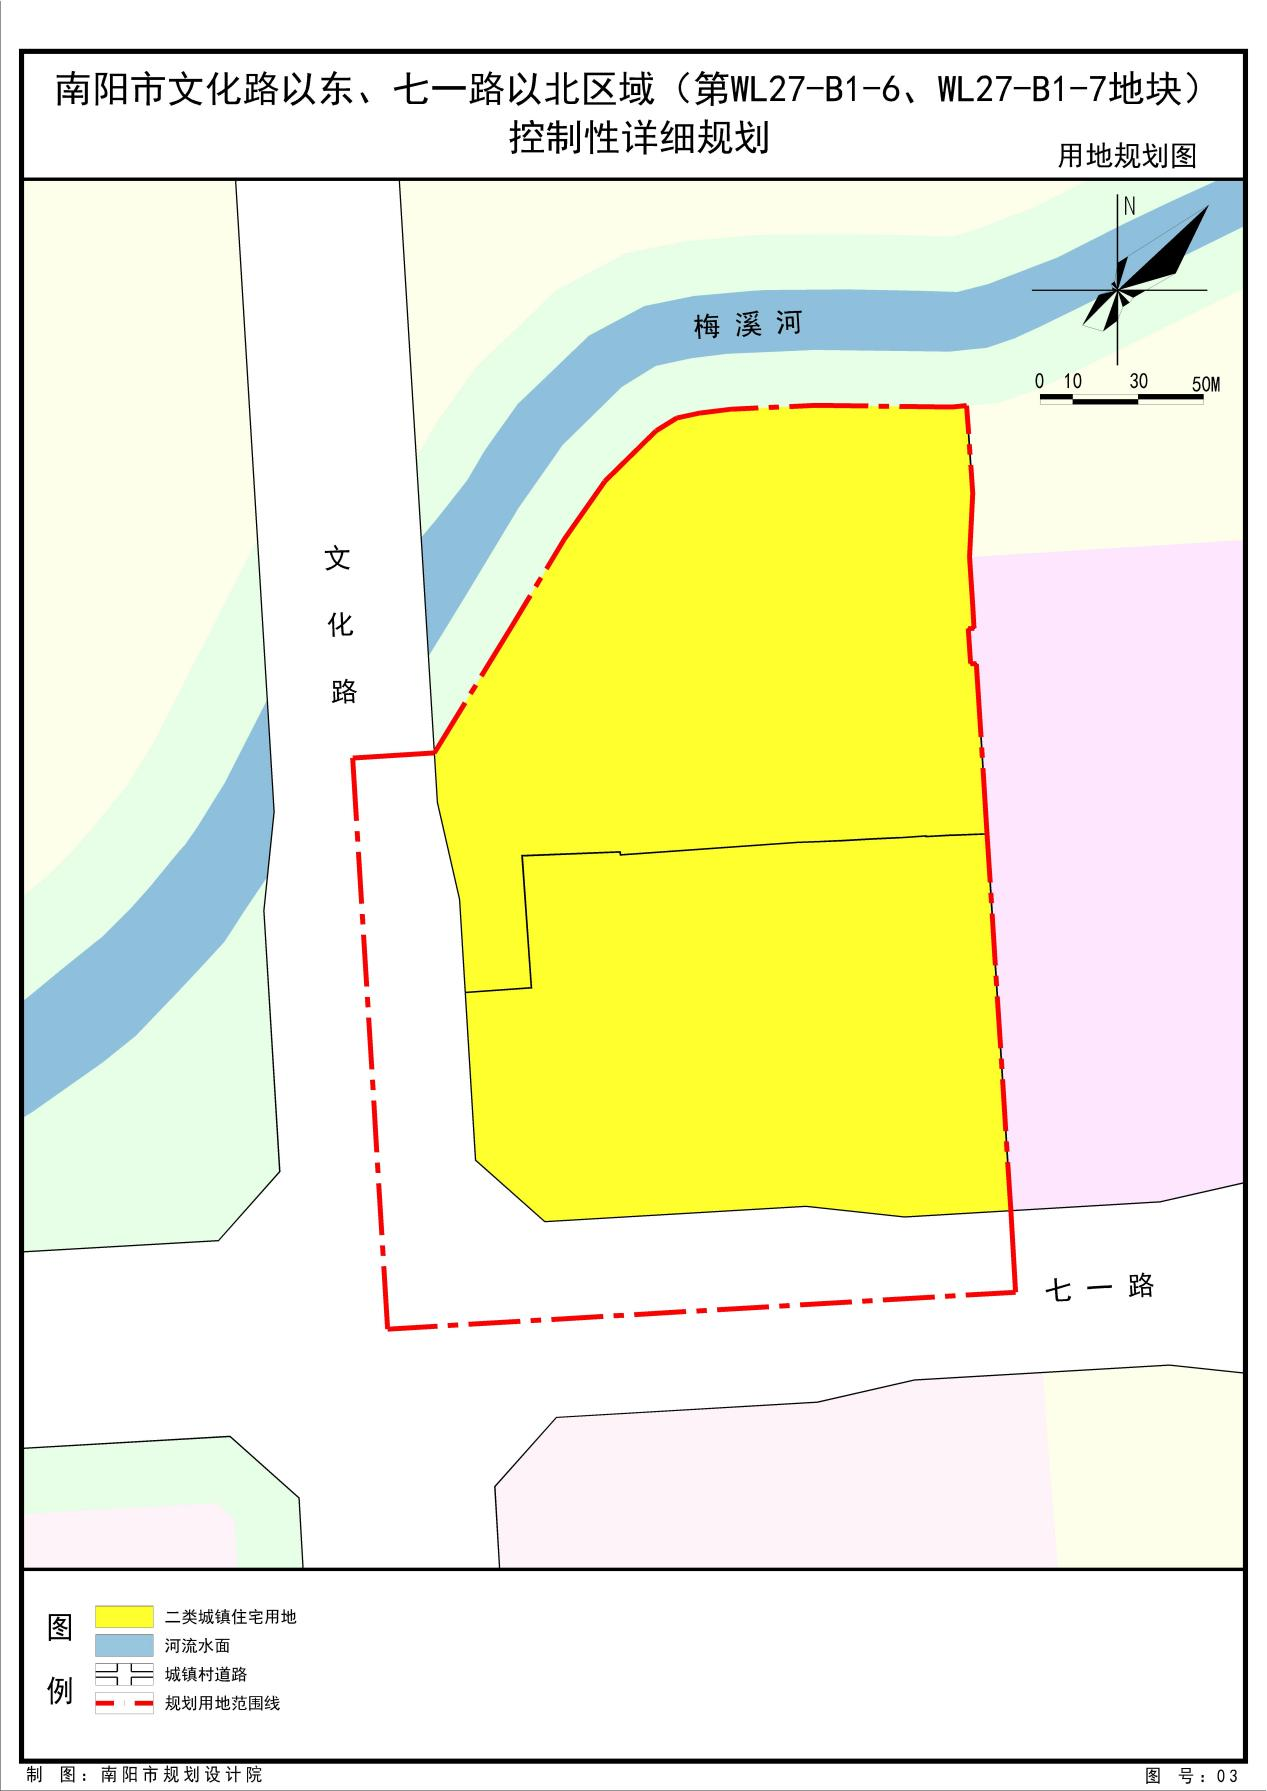 南阳市文化路以东、七一路以北区域（第WL27-B1-6、WL27-B1-7地块）
控制性详细规划
用地规划图
N
梅溪河
0 10 30 50M
文
化
路
七一路
图
例
二类城镇住宅用地
河流水面
城镇村道路
规划用地范围线
制 图：南阳市规划设计院
图 号：03